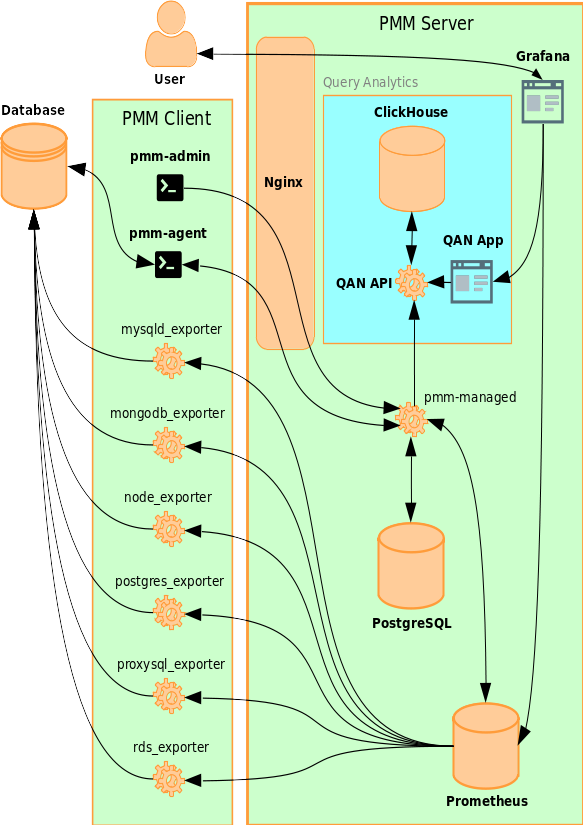 PMM Server
User
Grafana
Query Analytics
Database
PMM Client
ClickHouse
pmm-admin
Nginx
pmm-agent
QAN App
QAN API
mysqld_exporter
pmm-managed
mongodb_exporter
node_exporter
postgres_exporter
PostgreSQL
proxysql_exporter
rds_exporter
Prometheus